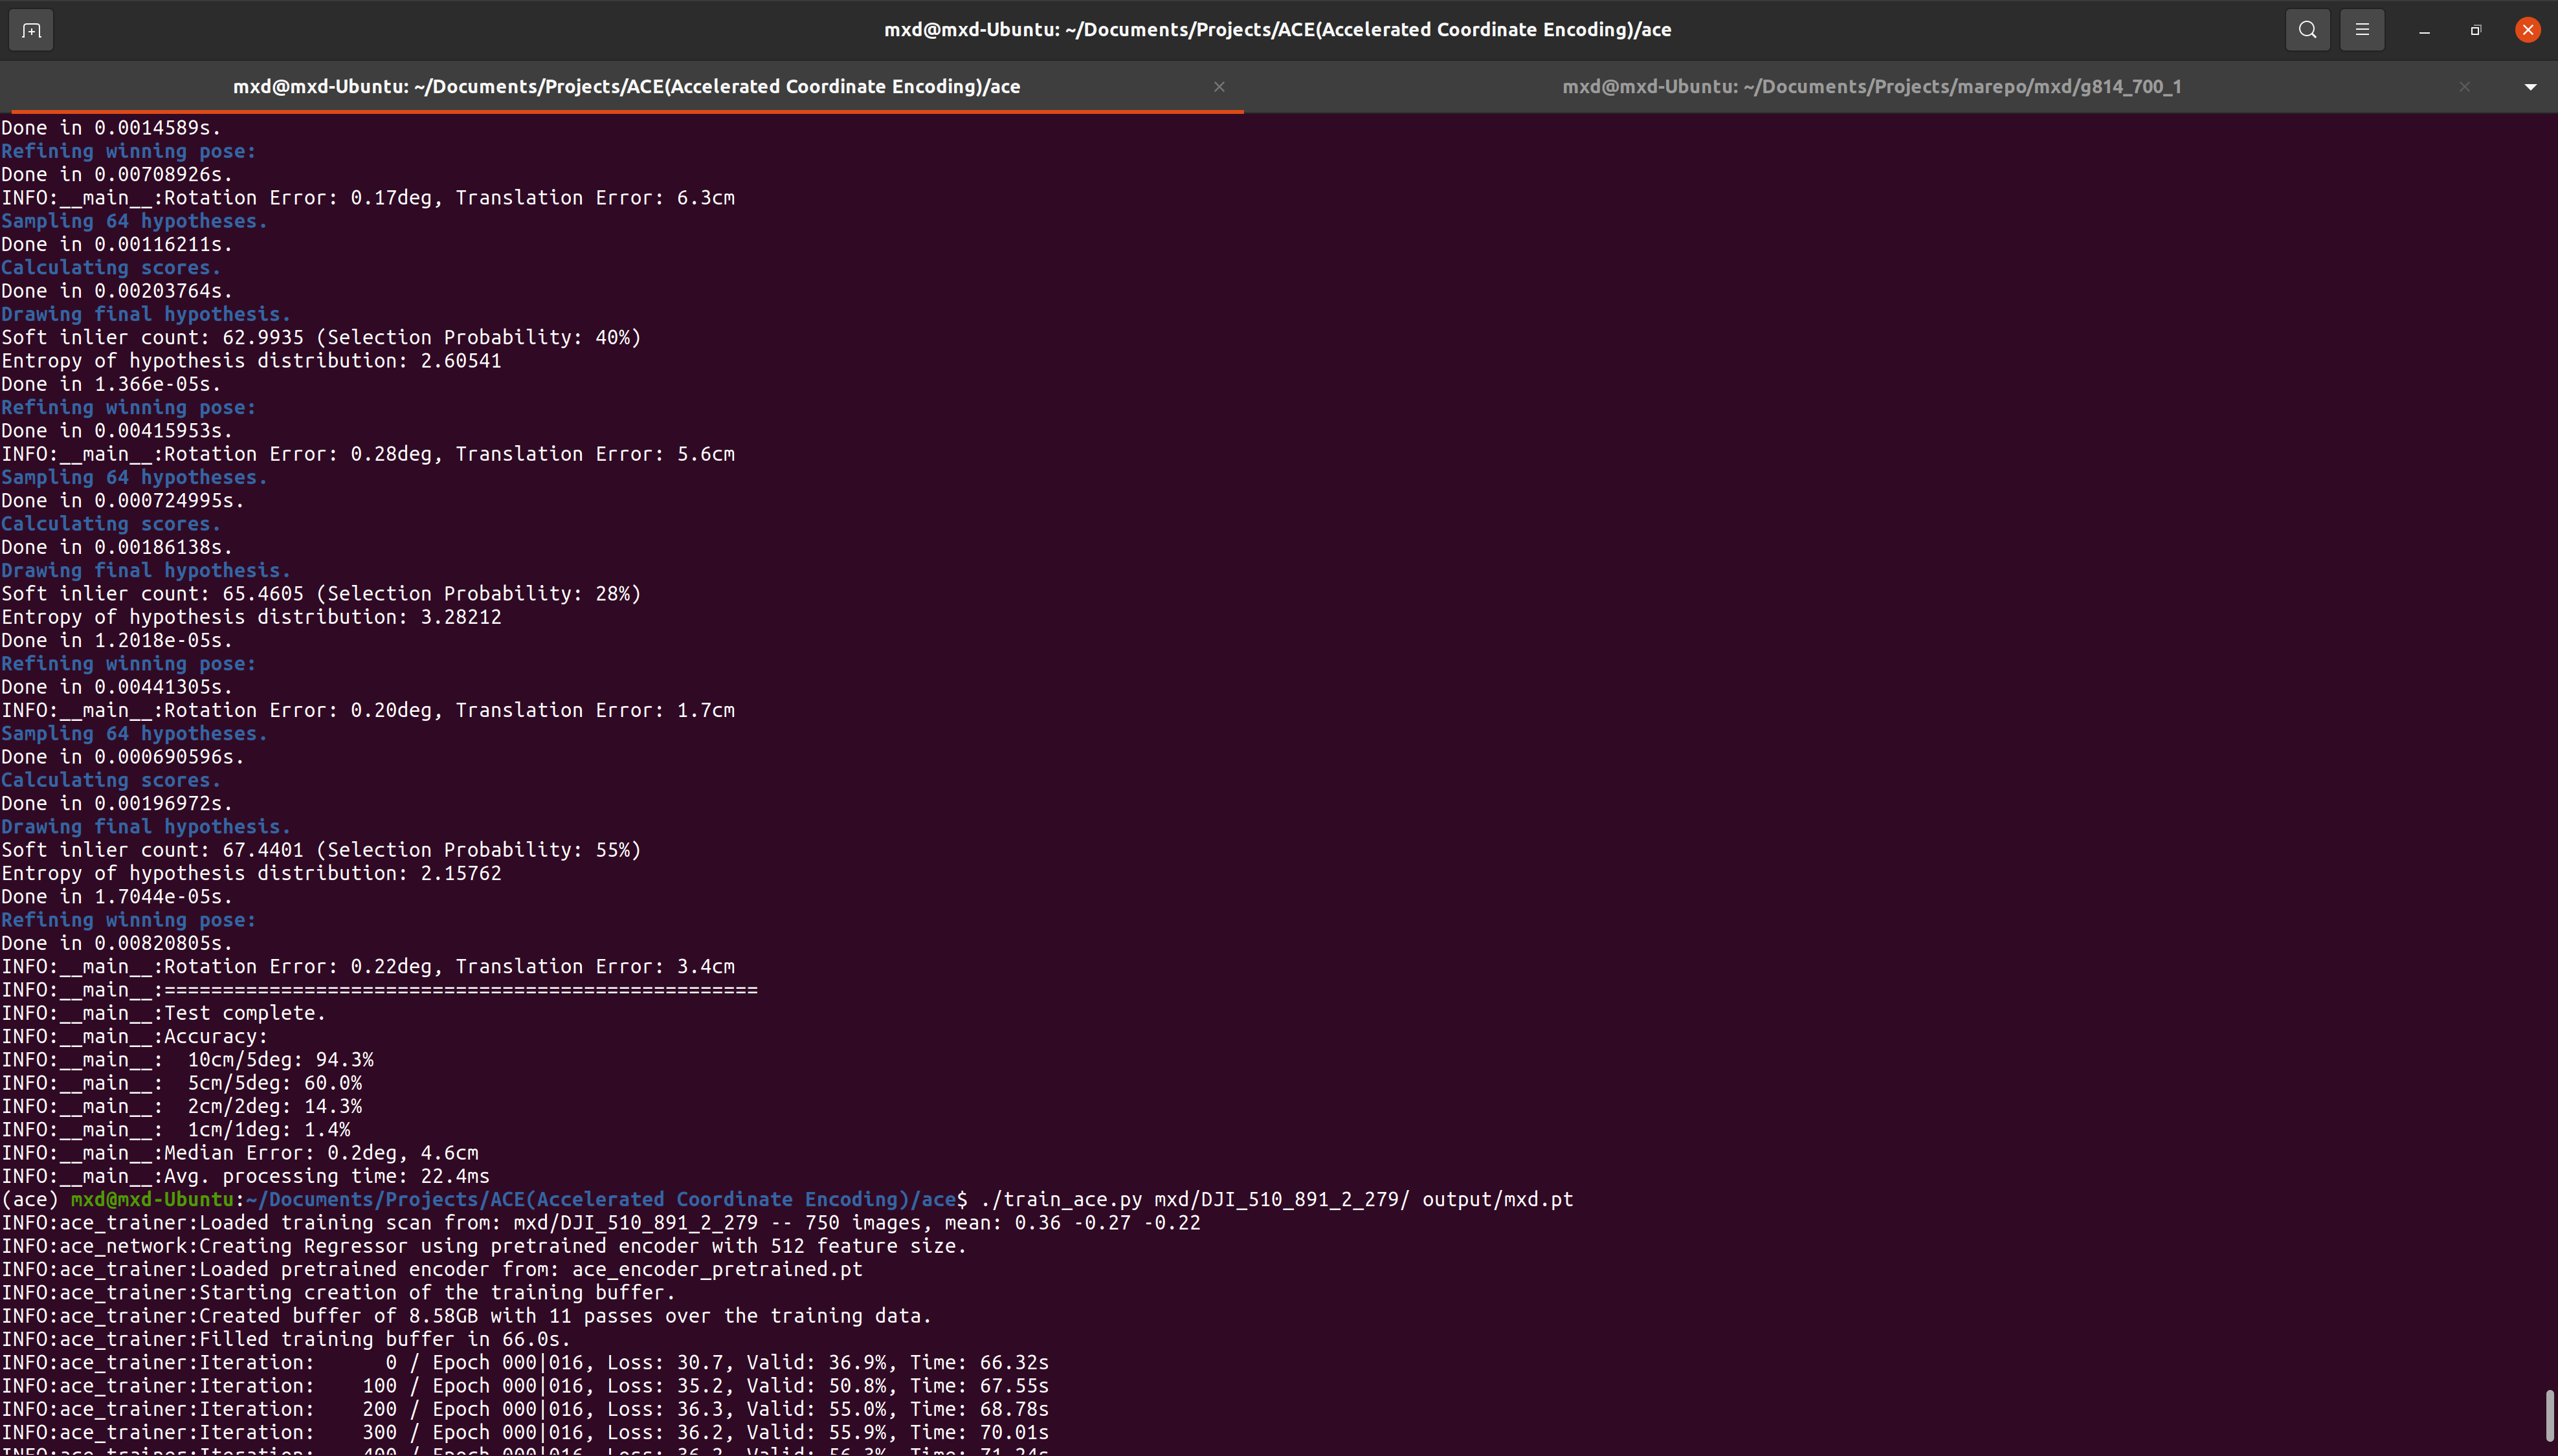 mxd@mxd-Ubuntu: ~/Documents/Projects/ACE(Accelerated Coordinate Encoding)/ace
mxd@mxd-Ubuntu: ~/Documents/Projects/ACE(Accelerated Coordinate Encoding)/ace
mxd@mxd-Ubuntu: ~/Documents/Projects/marepo/mxd/g814_700_1
Done in 0.0014589s.
Refining winning pose:
Done in 0.00708926s.
INFO:__main__:Rotation Error: 0.17deg, Translation Error: 6.3cm
Sampling 64 hypotheses.
Done in 0.00116211s.
Calculating scores.
Done in 0.00203764s.
Drawing final hypothesis.
Soft inlier count: 62.9935 (Selection Probability: 40%)
Entropy of hypothesis distribution: 2.60541
Done in 1.366e-05s.
Refining winning pose:
Done in 0.00415953s.
INFO:__main__:Rotation Error: 0.28deg, Translation Error: 5.6cm
Sampling 64 hypotheses.
Done in 0.000724995s.
Calculating scores.
Done in 0.00186138s.
Drawing final hypothesis.
Soft inlier count: 65.4605 (Selection Probability: 28%)
Entropy of hypothesis distribution: 3.28212
Done in 1.2018e-05s.
Refining winning pose:
Done in 0.00441305s.
INFO:__main__:Rotation Error: 0.20deg, Translation Error: 1.7cm
Sampling 64 hypotheses.
Done in 0.000690596s.
Calculating scores.
Done in 0.00196972s.
Drawing final hypothesis.
Soft inlier count: 67.4401 (Selection Probability: 55%)
Entropy of hypothesis distribution: 2.15762
Done in 1.7044e-05s.
Refining winning pose:
Done in 0.00820805s.
INFO:__main__:Rotation Error: 0.22deg, Translation Error: 3.4cm
INFO:__main__:===================================================
INFO:__main__:Test complete.
INFO:__main__:Accuracy:
INFO:__main__:  10cm/5deg: 94.3%
INFO:__main__:  5cm/5deg: 60.0%
INFO:__main__:  2cm/2deg: 14.3%
INFO:__main__:  1cm/1deg: 1.4%
INFO:__main__:Median Error: 0.2deg, 4.6cm
INFO:__main__:Avg. processing time: 22.4ms
(ace) mxd@mxd-Ubuntu:~/Documents/Projects/ACE(Accelerated Coordinate Encoding)/ace$ ./train_ace.py mxd/DJI_510_891_2_279/ output/mxd.pt
INFO:ace_trainer:Loaded training scan from: mxd/DJI_510_891_2_279 -- 750 images, mean: 0.36 -0.27 -0.22
INFO:ace_network:Creating Regressor using pretrained encoder with 512 feature size.
INFO:ace_trainer:Loaded pretrained encoder from: ace_encoder_pretrained.pt
INFO:ace_trainer:Starting creation of the training buffer.
INFO:ace_trainer:Created buffer of 8.58GB with 11 passes over the training data.
INFO:ace_trainer:Filled training buffer in 66.0s.
INFO:ace_trainer:Iteration:      0 / Epoch 000|016, Loss: 30.7, Valid: 36.9%, Time: 66.32s
INFO:ace_trainer:Iteration:    100 / Epoch 000|016, Loss: 35.2, Valid: 50.8%, Time: 67.55s
INFO:ace_trainer:Iteration:    200 / Epoch 000|016, Loss: 36.3, Valid: 55.0%, Time: 68.78s
INFO:ace_trainer:Iteration:    300 / Epoch 000|016, Loss: 36.2, Valid: 55.9%, Time: 70.01s
INFO:ace_trainer:Iteration:    400 / Epoch 000|016, Loss: 36.2, Valid: 56.3%, Time: 71.24s